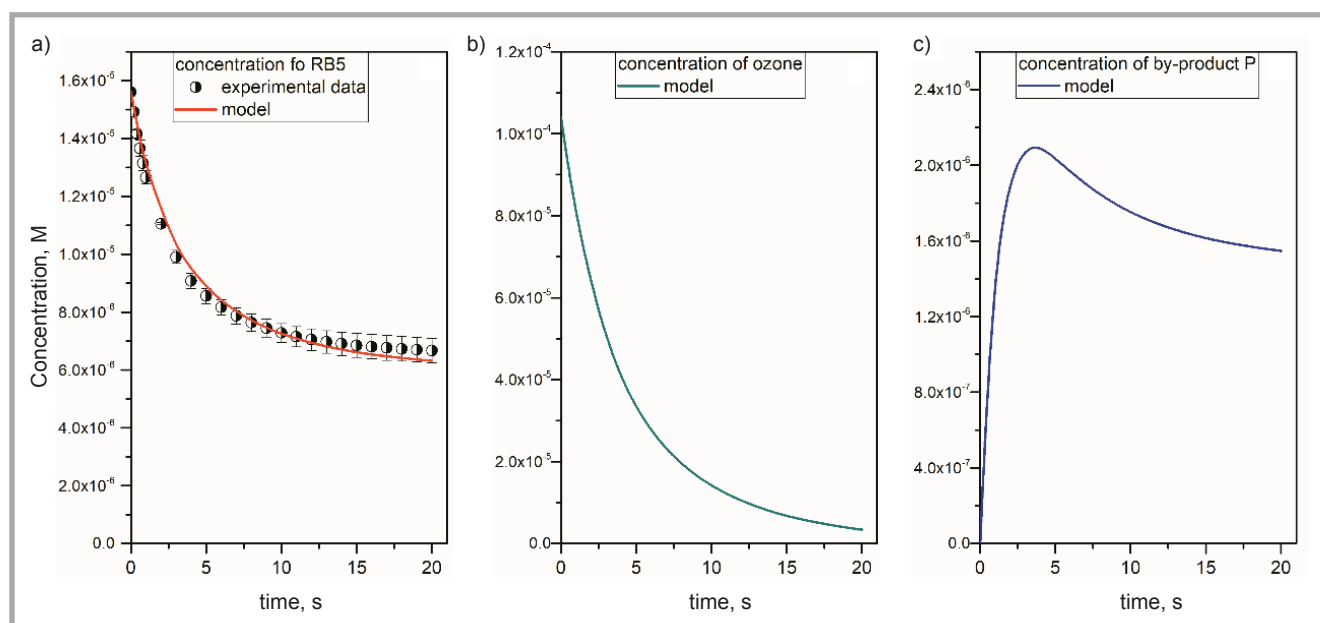 a)
concentration fo RB5
experimental data
model
1.6x10⁻⁵
1.4x10⁻⁵
1.2x10⁻⁵
1.0x10⁻⁵
8.0x10⁻⁶
6.0x10⁻⁶
4.0x10⁻⁶
2.0x10⁻⁶
0.0
Concentration, M
0 5 10 15 20
time, s
b)
concentration of ozone
model
1.2x10⁻⁴
1.0x10⁻⁴
8.0x10⁻⁵
6.0x10⁻⁵
4.0x10⁻⁵
2.0x10⁻⁵
0.0
0 5 10 15 20
time, s
c)
concentration of by-product P
model
2.4x10⁻⁶
2.0x10⁻⁶
1.6x10⁻⁶
1.2x10⁻⁶
8.0x10⁻⁷
4.0x10⁻⁷
0.0
0 5 10 15 20
time, s